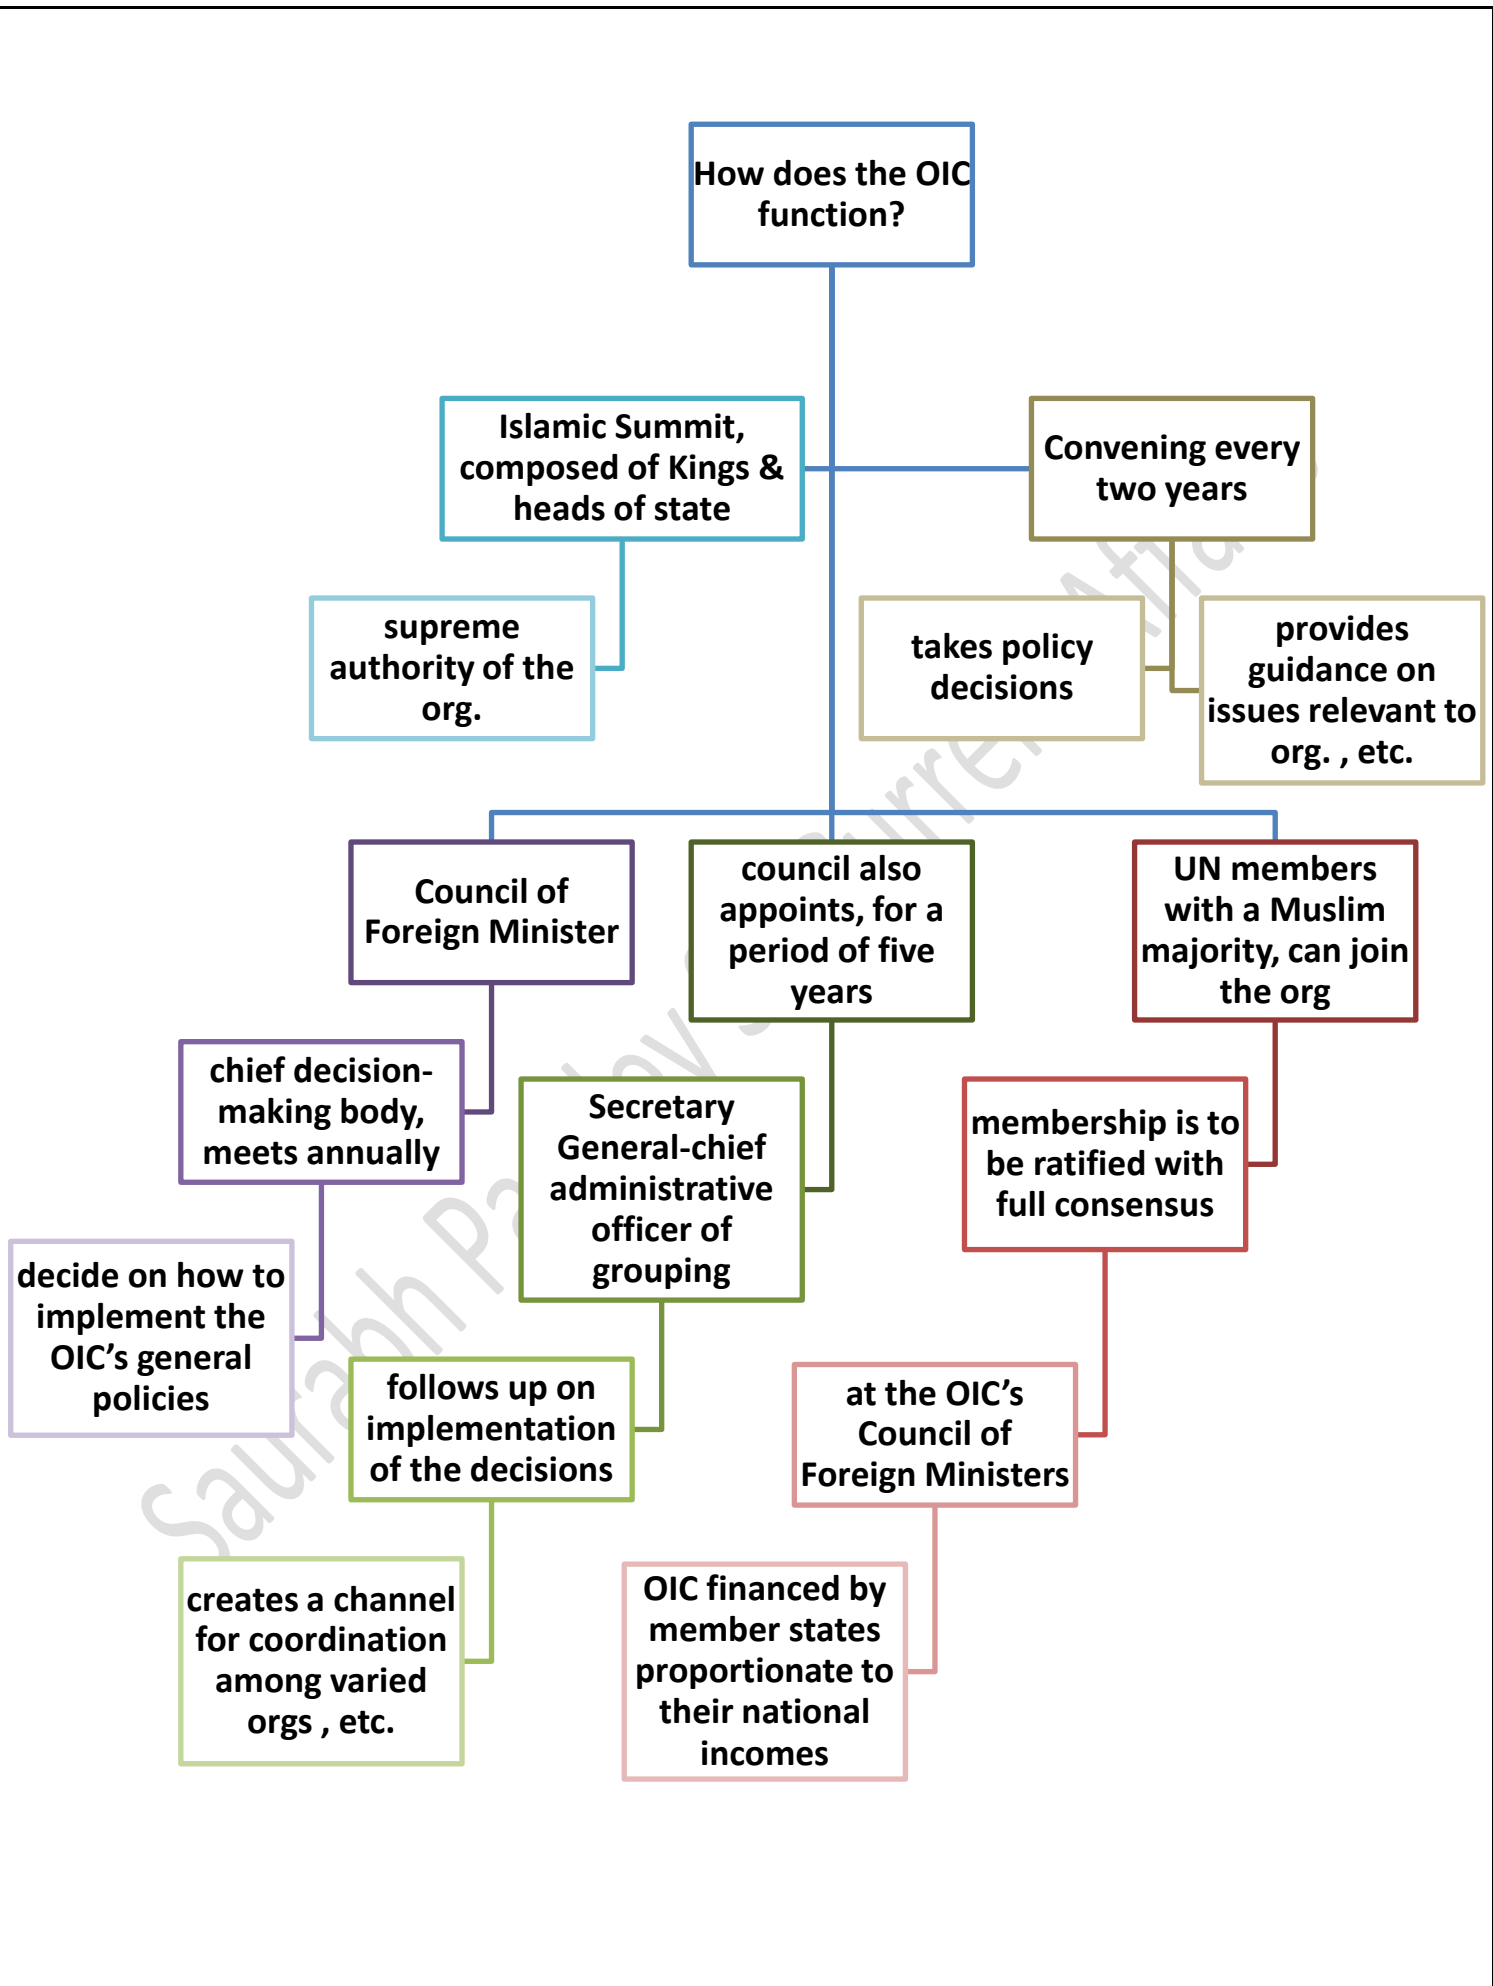 How does the OIC
function?
Islamic Summit,
composed of Kings &
heads of state
Convening every
two years
supreme
authority of the
org.
takes policy
decisions
provides
guidance on
issues relevant to
org. , etc.
Council of
Foreign Minister
council also
appoints, for a
period of five
years
UN members
with a Muslim
majority, can join
the org
chief decision-
making body,
meets annually
Secretary
General-chief
administrative
officer of
grouping
membership is to
be ratified with
full consensus
decide on how to
implement the
OIC’s general
policies
follows up on
implementation
of the decisions
at the OIC’s
Council of
Foreign Ministers
creates a channel
for coordination
among varied
orgs , etc.
OIC financed by
member states
proportionate to
their national
incomes
Saurabh